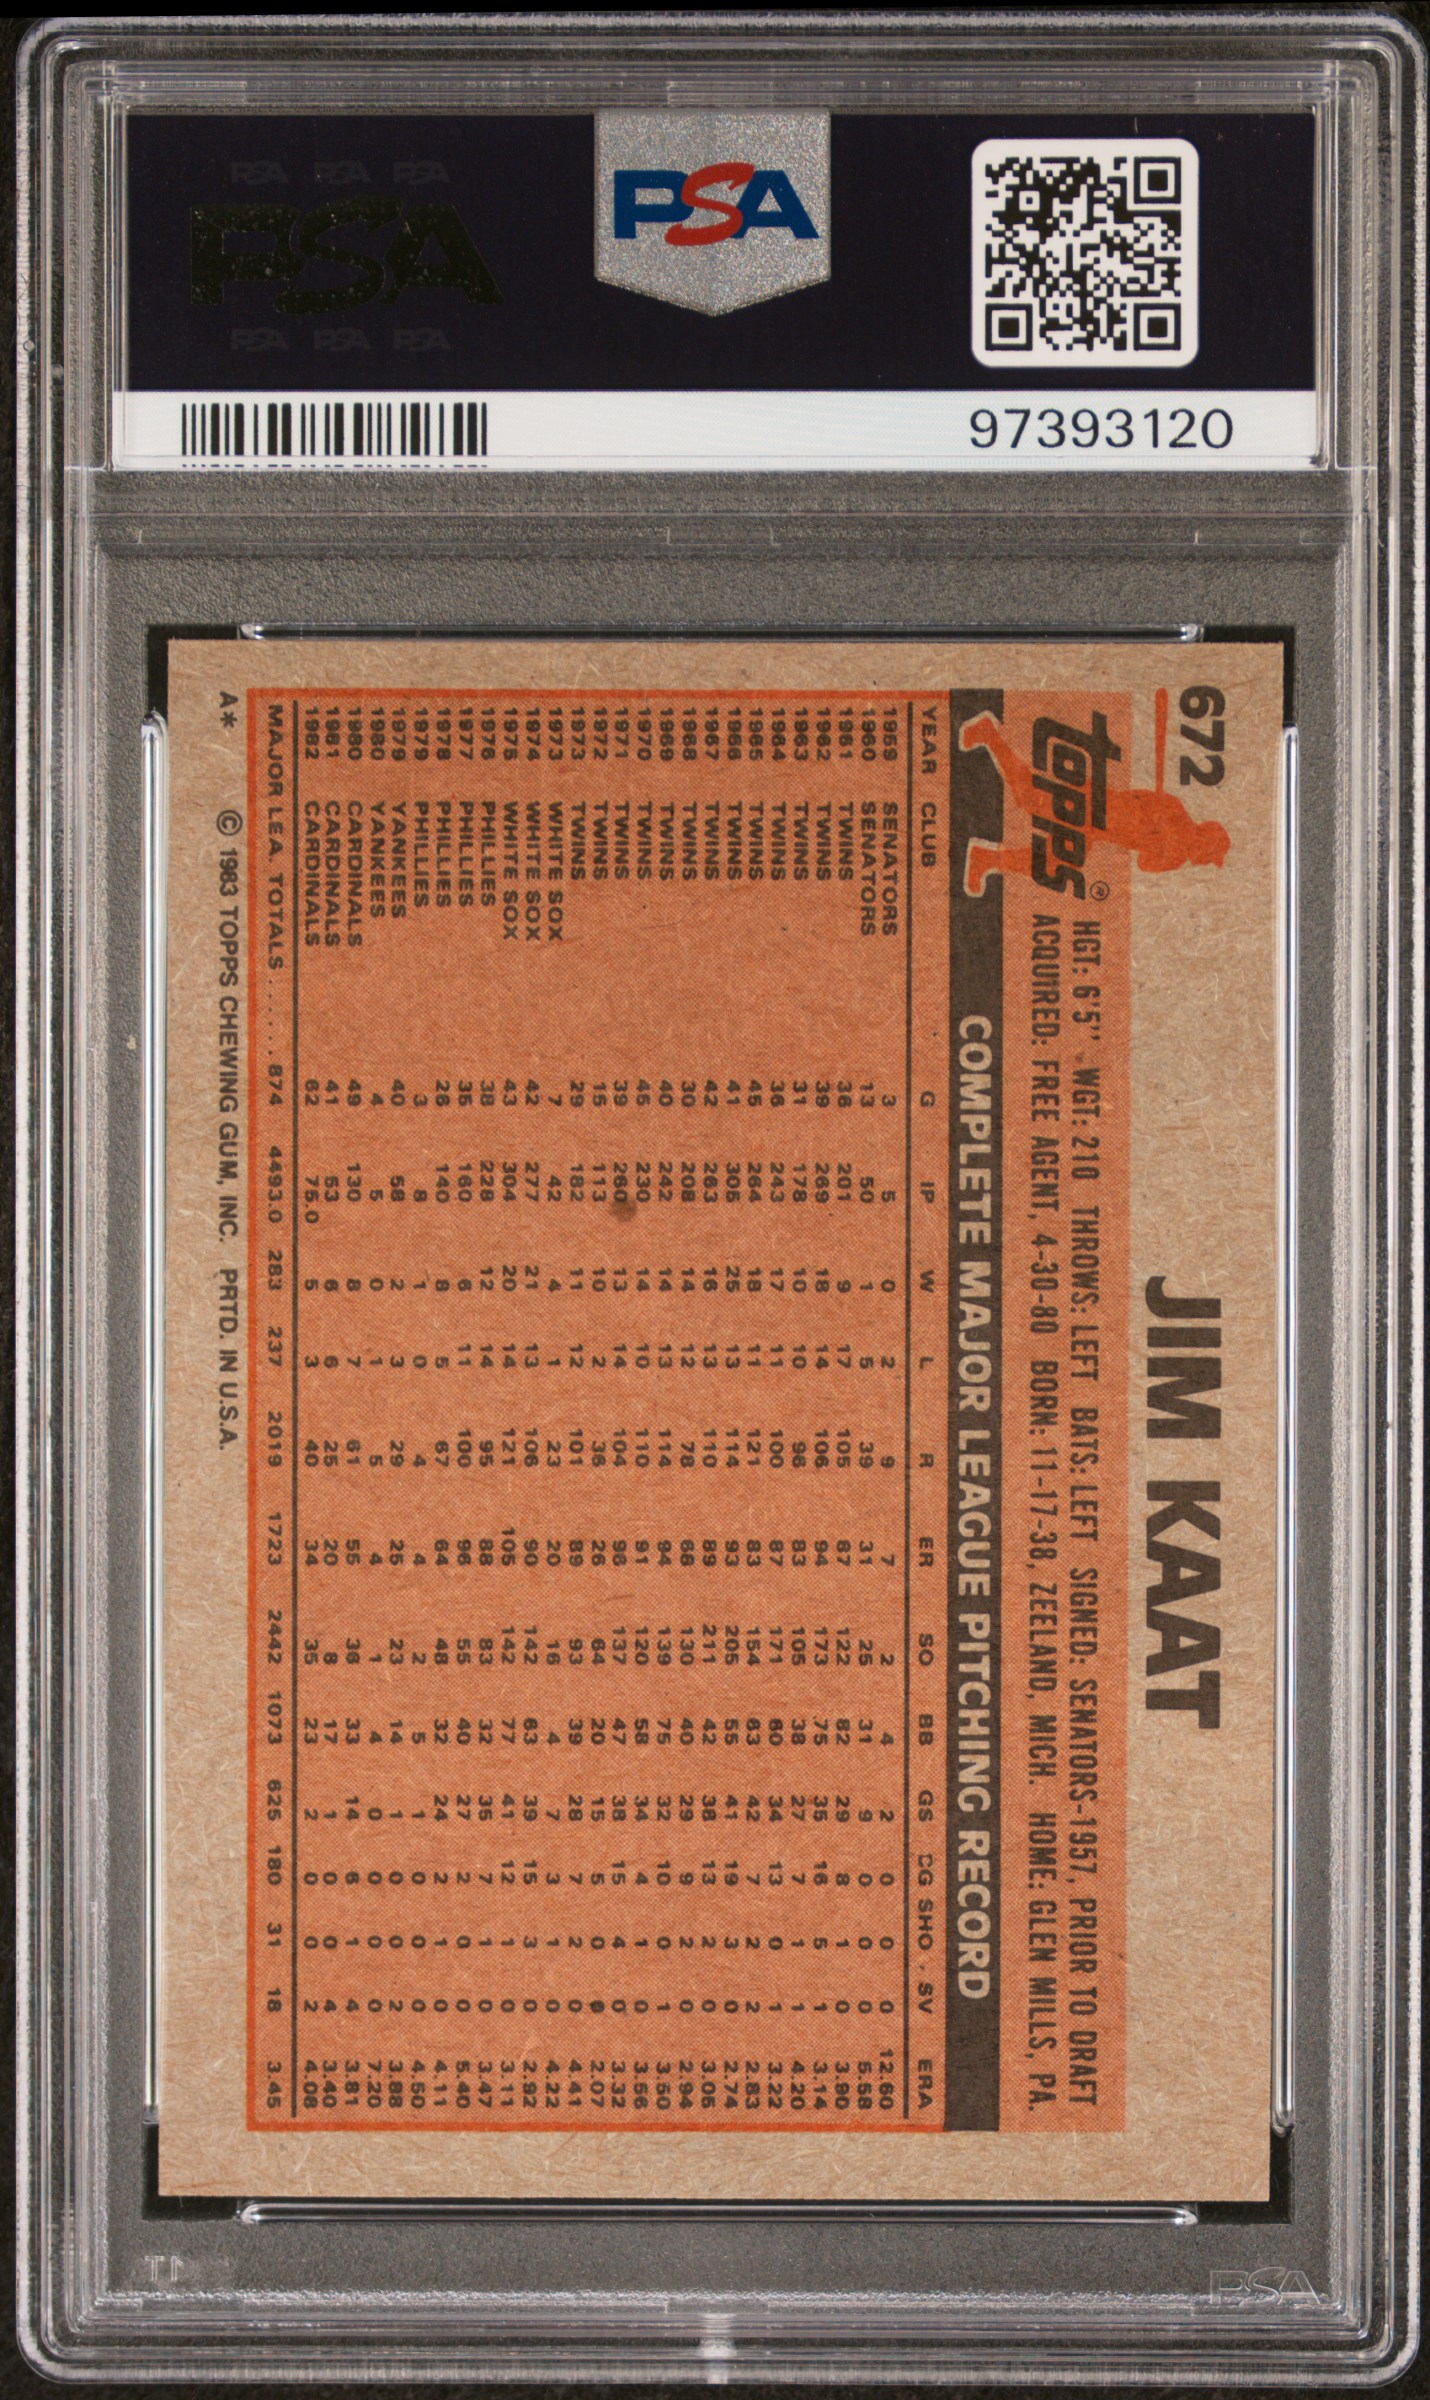 PSA PSA PSA
PSA
PSA PSA PSA
PSA
97393120
672
JIM KAAT
Topps®
HGT: 6'5" WGT: 210 THROWS: LEFT BATS: LEFT SIGNED: SENATORS-1957, PRIOR TO DRAFT
ACQUIRED: FREE AGENT, 4-30-80 BORN: 11-17-38, ZEELAND, MICH. HOME: GLEN MILLS, PA.
COMPLETE MAJOR LEAGUE PITCHING RECORD
YEAR CLUB G IP W L R ER SO BB GS CG SHO SV ERA
1959 SENATORS 3 5 0 2 9 7 2 4 2 0 0 0 12.60
1960 SENATORS 13 50 1 5 39 31 25 31 9 0 0 0 5.58
1961 TWINS 36 201 9 17 105 87 122 82 29 8 1 0 3.90
1962 TWINS 39 269 18 14 106 94 173 75 35 16 5 1 3.14
1963 TWINS 31 178 10 10 96 83 105 38 27 7 1 1 4.20
1964 TWINS 36 243 17 11 100 87 171 60 34 13 0 1 3.22
1965 TWINS 45 264 18 11 121 83 154 63 42 7 2 2 2.83
1966 TWINS 41 305 25 13 114 93 205 55 41 19 3 0 2.74
1967 TWINS 42 263 16 13 110 89 211 42 38 13 2 0 3.05
1968 TWINS 30 208 14 12 78 68 130 40 29 9 2 0 2.94
1969 TWINS 40 242 14 13 114 94 139 75 32 10 0 1 3.50
1970 TWINS 45 230 14 10 110 91 120 58 34 4 1 0 3.56
1971 TWINS 39 260 13 14 104 96 137 47 38 15 4 0 3.32
1972 TWINS 15 113 10 2 36 26 64 20 15 5 0 0 2.07
1973 TWINS 29 182 11 12 101 89 93 39 28 7 2 0 4.41
1973 WHITE SOX 7 42 4 1 23 20 16 4 7 3 1 0 4.22
1974 WHITE SOX 42 277 21 13 106 90 142 63 39 15 3 0 2.92
1975 WHITE SOX 43 304 20 14 121 105 142 77 41 12 1 0 3.11
1976 PHILLIES 38 228 12 14 95 88 83 32 35 7 1 0 3.47
1977 PHILLIES 35 160 6 11 100 96 55 40 27 2 0 0 5.40
1978 PHILLIES 26 140 8 5 67 64 48 32 24 2 1 0 4.11
1979 PHILLIES 3 8 1 0 4 4 2 5 1 0 0 0 4.50
1979 YANKEES 40 58 2 3 29 25 23 14 1 0 0 2 3.88
1980 YANKEES 4 5 0 1 5 4 1 4 0 0 0 0 7.20
1980 CARDINALS 49 130 8 7 61 55 36 33 14 6 1 4 3.81
1981 CARDINALS 41 53 6 6 25 20 8 17 1 0 0 4 3.40
1982 CARDINALS 62 75.0 5 3 40 34 35 23 2 0 0 2 4.08
MAJOR LEA. TOTALS ...... 874 4493.0 283 237 2019 1723 2442 1073 625 180 31 18 3.45
A* © 1983 TOPPS CHEWING GUM, INC. PRTD. IN U.S.A.
PSA